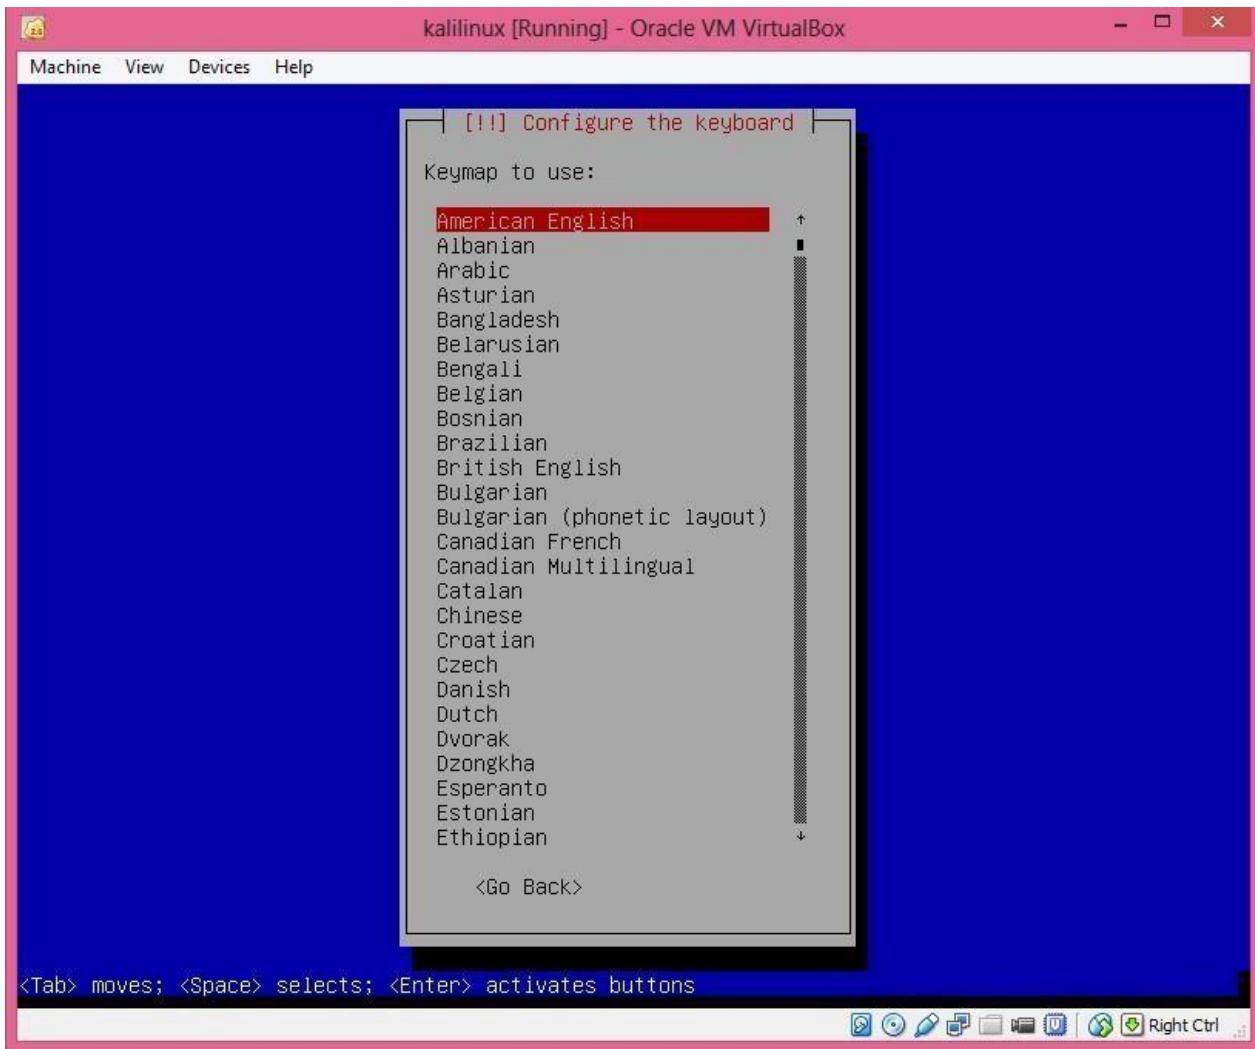 kalilinux [Running] - Oracle VM VirtualBox
Machine View Devices Help
[!!] Configure the keyboard
Keymap to use:
American English
Albanian
Arabic
Asturian
Bangladesh
Belarusian
Bengali
Belgian
Bosnian
Brazilian
British English
Bulgarian
Bulgarian (phonetic layout)
Canadian French
Canadian Multilingual
Catalan
Chinese
Croatian
Czech
Danish
Dutch
Dvorak
Dzongkha
Esperanto
Estonian
Ethiopian
<Go Back>
<Tab> moves; <Space> selects; <Enter> activates buttons
Right Ctrl